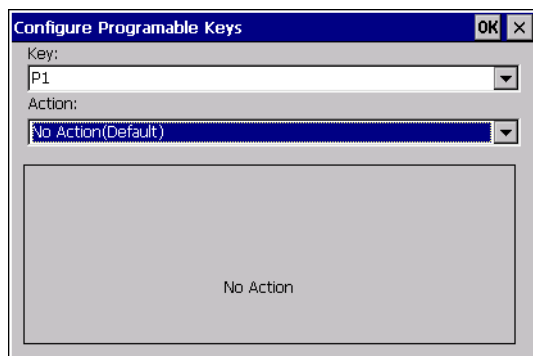 Configure Programable Keys OK ×
Key:
P1
Action:
No Action(Default)
No Action